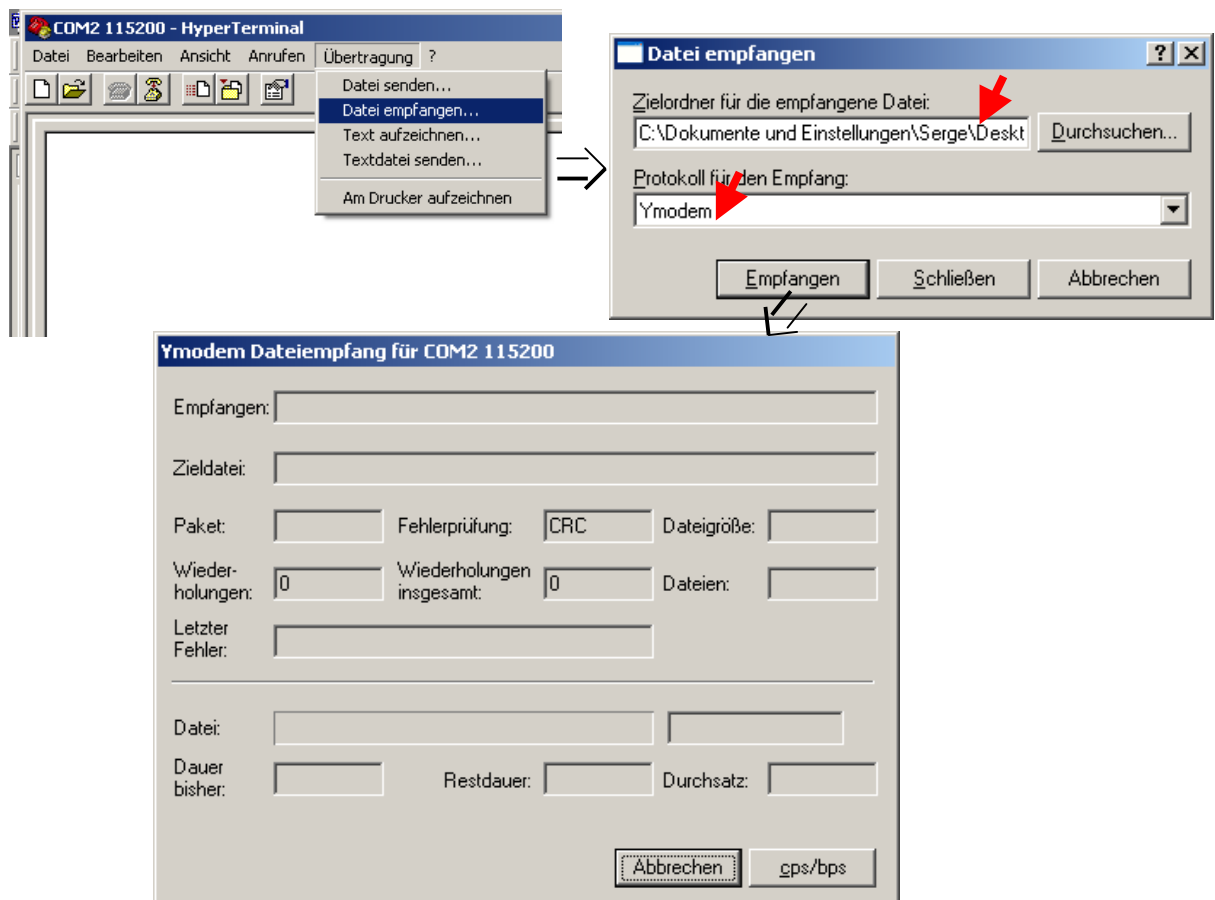 COM2 115200 - HyperTerminal
Datei Bearbeiten Ansicht Anrufen Übertragung ?
Datei senden...
Datei empfangen...
Text aufzeichnen...
Textdatei senden...
Am Drucker aufzeichnen
Datei empfangen
Zielordner für die empfangene Datei:
C:\Dokumente und Einstellungen\Serge\Deskt
Durchsuchen...
Protokoll für den Empfang:
Ymodem
Empfangen Schließen Abbrechen
Ymodem Dateiempfang für COM2 115200
Empfangen:
Zieldatei:
Paket: Fehlerprüfung: CRC Dateigröße:
Wieder-
holungen: 0
Wiederholungen
insgesamt: 0
Dateien:
Letzter
Fehler:
Datei:
Dauer
bisher:
Restdauer: Durchsatz:
Abbrechen cps/bps